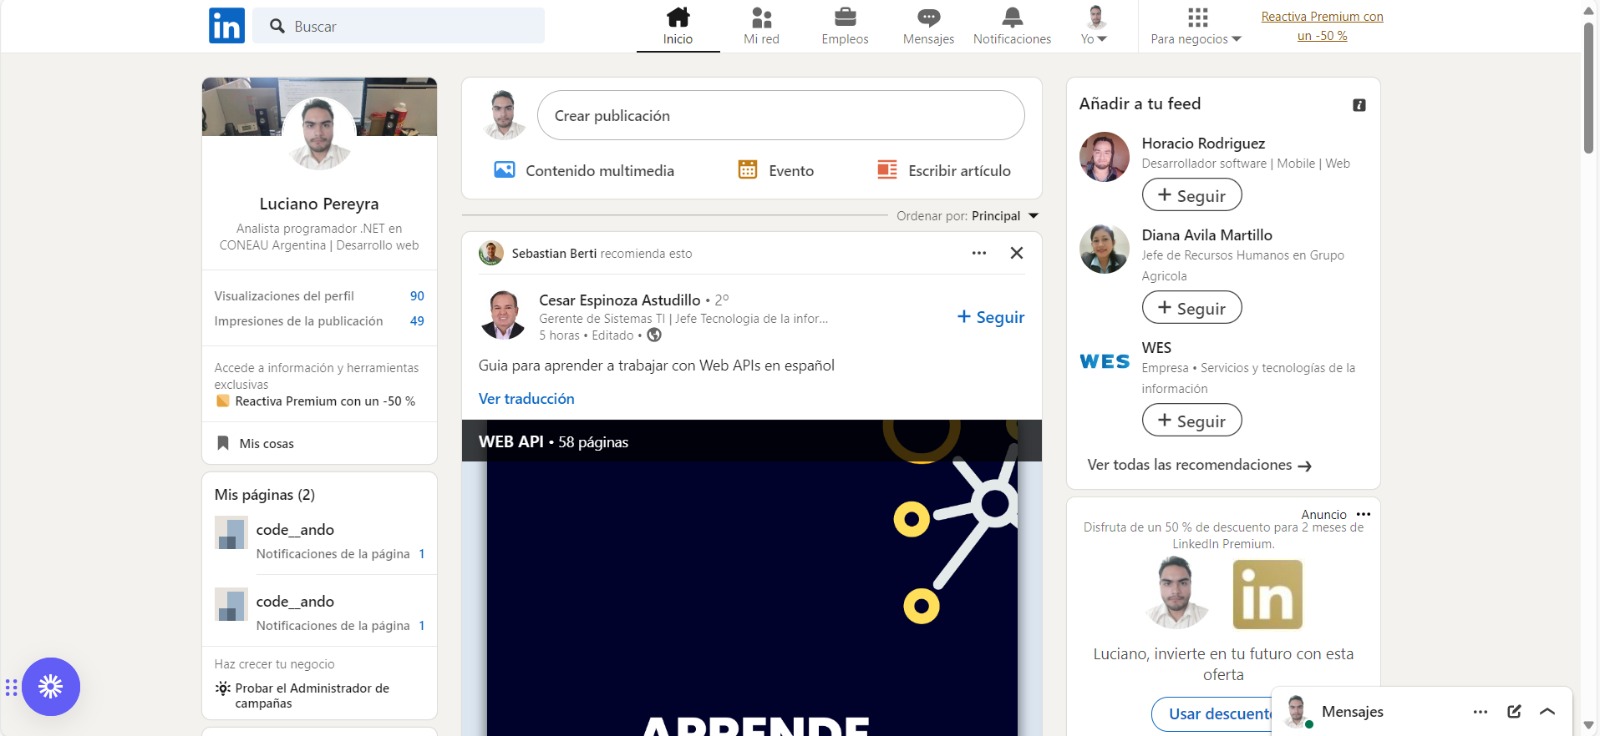 in
Buscar
Inicio
Mi red
Empleos
Mensajes
Notificaciones
Yo
Para negocios
Reactiva Premium con
un -50 %
Luciano Pereyra
Analista programador .NET en
CONEAU Argentina | Desarrollo web
Visualizaciones del perfil 90
Impresiones de la publicación 49
Accede a información y herramientas
exclusivas
Reactiva Premium con un -50 %
Mis cosas
Mis páginas (2)
code__ando
Notificaciones de la página 1
code__ando
Notificaciones de la página 1
Haz crecer tu negocio
Probar el Administrador de
campañas
Crear publicación
Contenido multimedia
Evento
Escribir artículo
Ordenar por: Principal
Sebastian Berti recomienda esto
Cesar Espinoza Astudillo • 2º
Gerente de Sistemas TI | Jefe Tecnologia de la infor...
5 horas • Editado •
+ Seguir
Guia para aprender a trabajar con Web APIs en español
Ver traducción
WEB API • 58 páginas
APRENDE
Añadir a tu feed
Horacio Rodriguez
Desarrollador software | Mobile | Web
+ Seguir
Diana Avila Martillo
Jefe de Recursos Humanos en Grupo
Agricola
+ Seguir
WES
WES
Empresa • Servicios y tecnologías de la
información
+ Seguir
Ver todas las recomendaciones →
Anuncio
Disfruta de un 50 % de descuento para 2 meses de
LinkedIn Premium.
in
Luciano, invierte en tu futuro con esta
oferta
Usar descuento
Mensajes